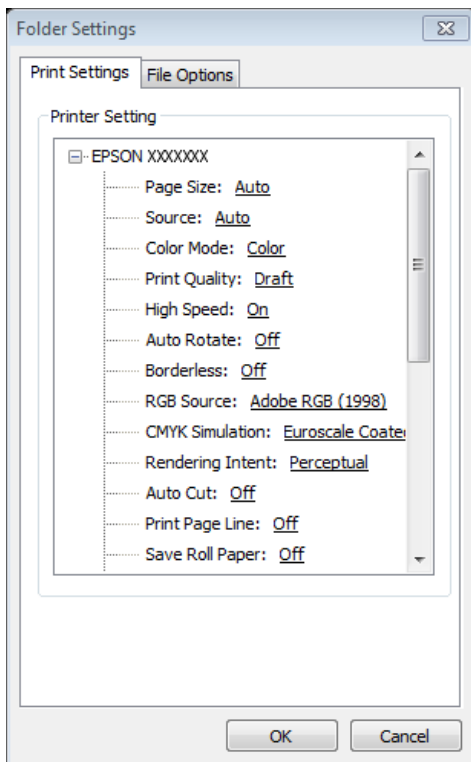 Folder Settings
Print Settings
File Options
Printer Setting
EPSON XXXXXXX
Page Size: Auto
Source: Auto
Color Mode: Color
Print Quality: Draft
High Speed: On
Auto Rotate: Off
Borderless: Off
RGB Source: Adobe RGB (1998)
CMYK Simulation: Euroscale Coated
Rendering Intent: Perceptual
Auto Cut: Off
Print Page Line: Off
Save Roll Paper: Off
OK
Cancel